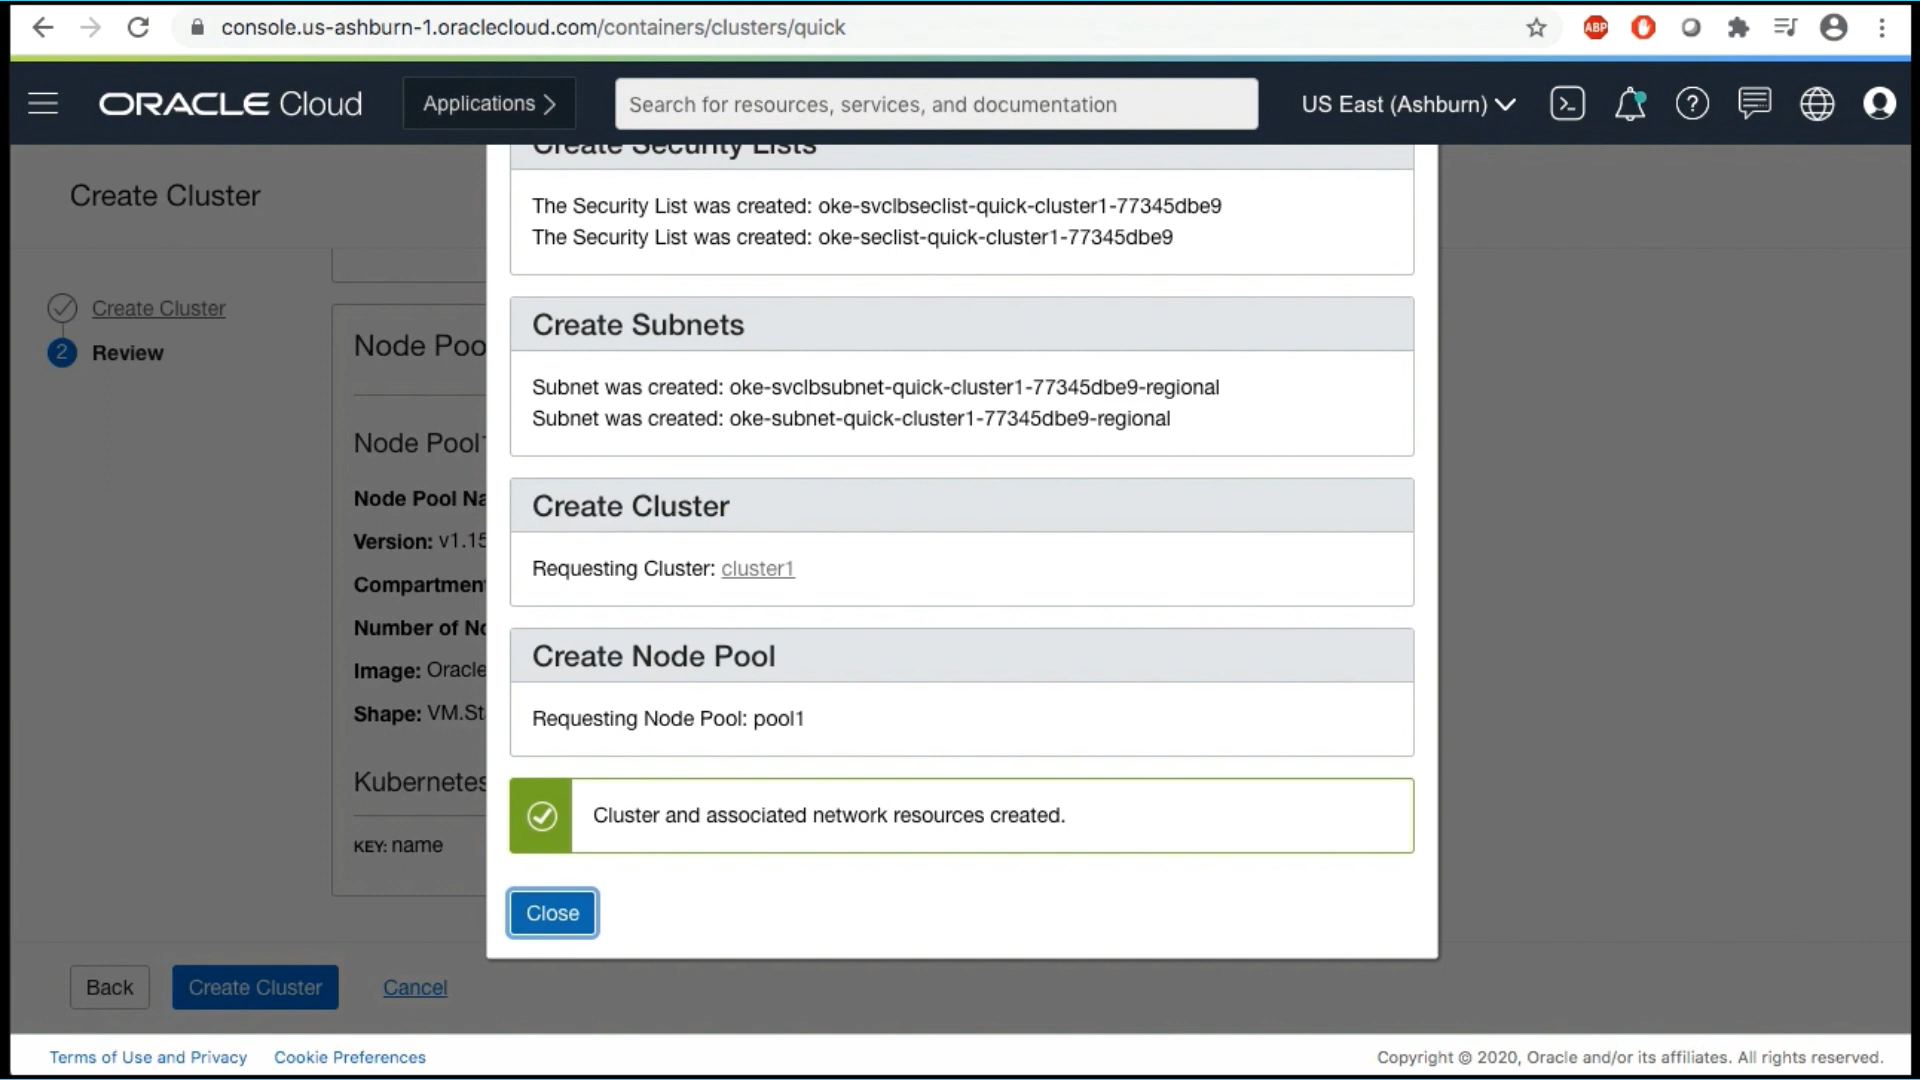 console.us-ashburn-1.oraclecloud.com/containers/clusters/quick
ABP
ORACLE Cloud
Applications
Search for resources, services, and documentation
US East (Ashburn)
Create Security Lists
Create Cluster
The Security List was created: oke-svclbseclist-quick-cluster1-77345dbe9
The Security List was created: oke-seclist-quick-cluster1-77345dbe9
Create Cluster
2 Review
Create Subnets
Subnet was created: oke-svclbsubnet-quick-cluster1-77345dbe9-regional
Subnet was created: oke-subnet-quick-cluster1-77345dbe9-regional
Create Cluster
Requesting Cluster: cluster1
Create Node Pool
Requesting Node Pool: pool1
Cluster and associated network resources created.
Close
Node Poo
Node Pool
Node Pool Na
Version: v1.15
Compartment
Number of No
Image: Oracle
Shape: VM.St
Kubernetes
KEY: name
Back
Create Cluster
Cancel
Terms of Use and Privacy
Cookie Preferences
Copyright © 2020, Oracle and/or its affiliates. All rights reserved.